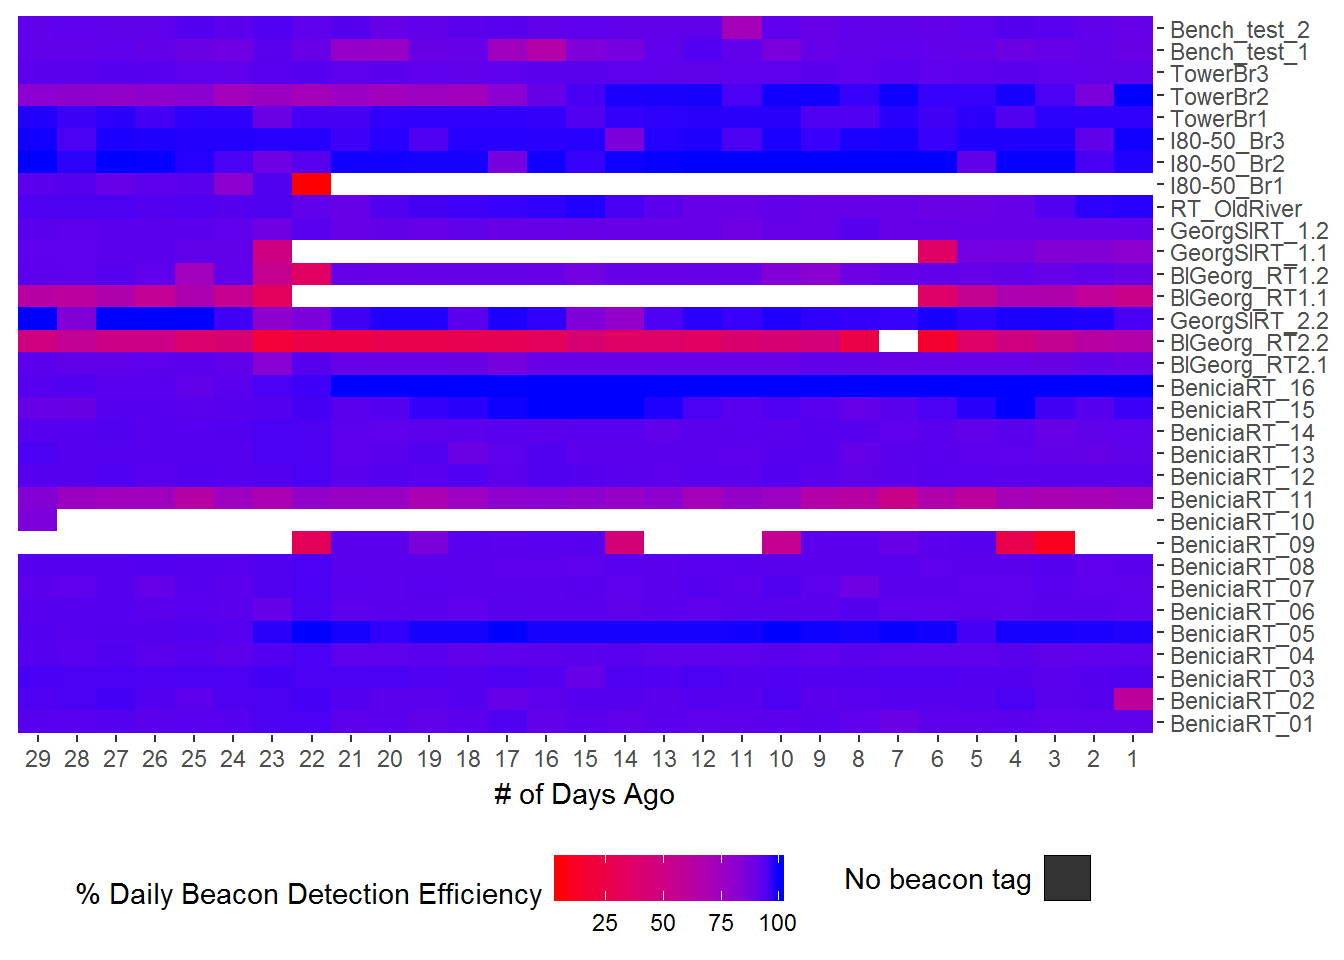 Bench_test_2
Bench_test_1
TowerBr3
TowerBr2
TowerBr1
I80-50_Br3
I80-50_Br2
I80-50_Br1
RT_OldRiver
GeorgSlRT_1.2
GeorgSlRT_1.1
BlGeorg_RT1.2
BlGeorg_RT1.1
GeorgSlRT_2.2
BlGeorg_RT2.2
BlGeorg_RT2.1
BeniciaRT_16
BeniciaRT_15
BeniciaRT_14
BeniciaRT_13
BeniciaRT_12
BeniciaRT_11
BeniciaRT_10
BeniciaRT_09
BeniciaRT_08
BeniciaRT_07
BeniciaRT_06
BeniciaRT_05
BeniciaRT_04
BeniciaRT_03
BeniciaRT_02
BeniciaRT_01
29 28 27 26 25 24 23 22 21 20 19 18 17 16 15 14 13 12 11 10 9 8 7 6 5 4 3 2 1
# of Days Ago
% Daily Beacon Detection Efficiency
25 50 75 100
No beacon tag